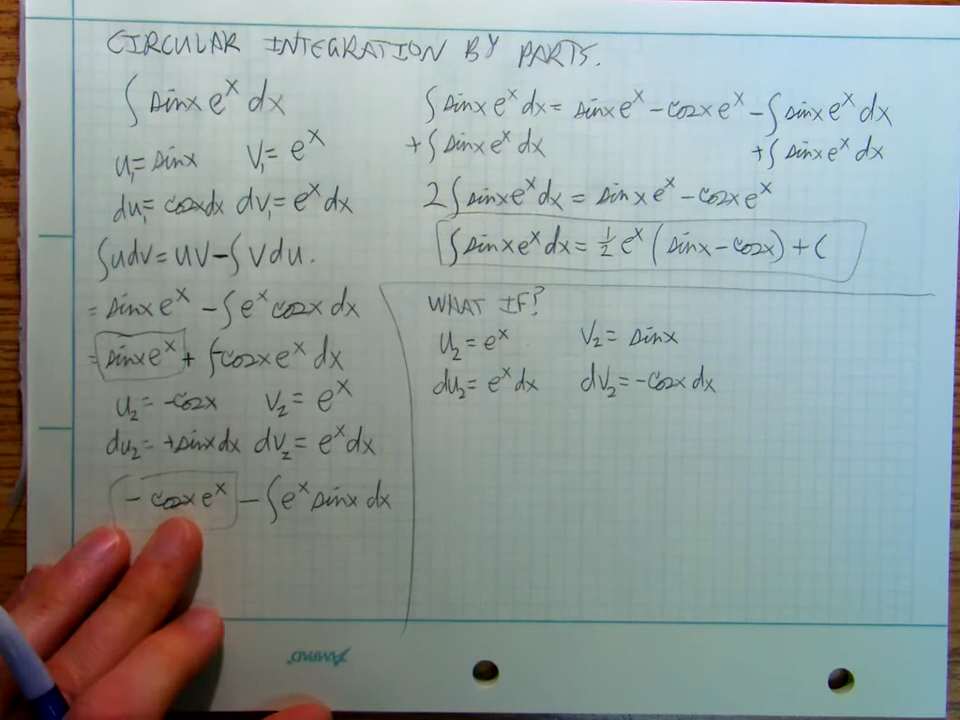 CIRCULAR INTEGRATION BY PARTS.
∫ sinx e^x dx
u₁= sinx V₁= e^x
du₁= cosxdx dv₁= e^x dx
∫udv = uv - ∫ v du.
= sinx e^x - ∫ e^x cosx dx
= sinx e^x + ∫-cosx e^x dx
u₂= -cosx V₂= e^x
du₂= +sinx dx dv₂= e^x dx
- cosx e^x - ∫ e^x sinx dx
∫ sinx e^x dx = sinx e^x - cosx e^x - ∫ sinx e^x dx
+∫ sinx e^x dx +∫ sinx e^x dx
2∫ sinx e^x dx = sinx e^x - cosx e^x
∫ sinx e^x dx = ½ e^x (sinx - cosx) + C
WHAT IF?
u₂ = e^x V₂ = sinx
du₂ = e^x dx dv₂ = -cosx dx
AMPAD